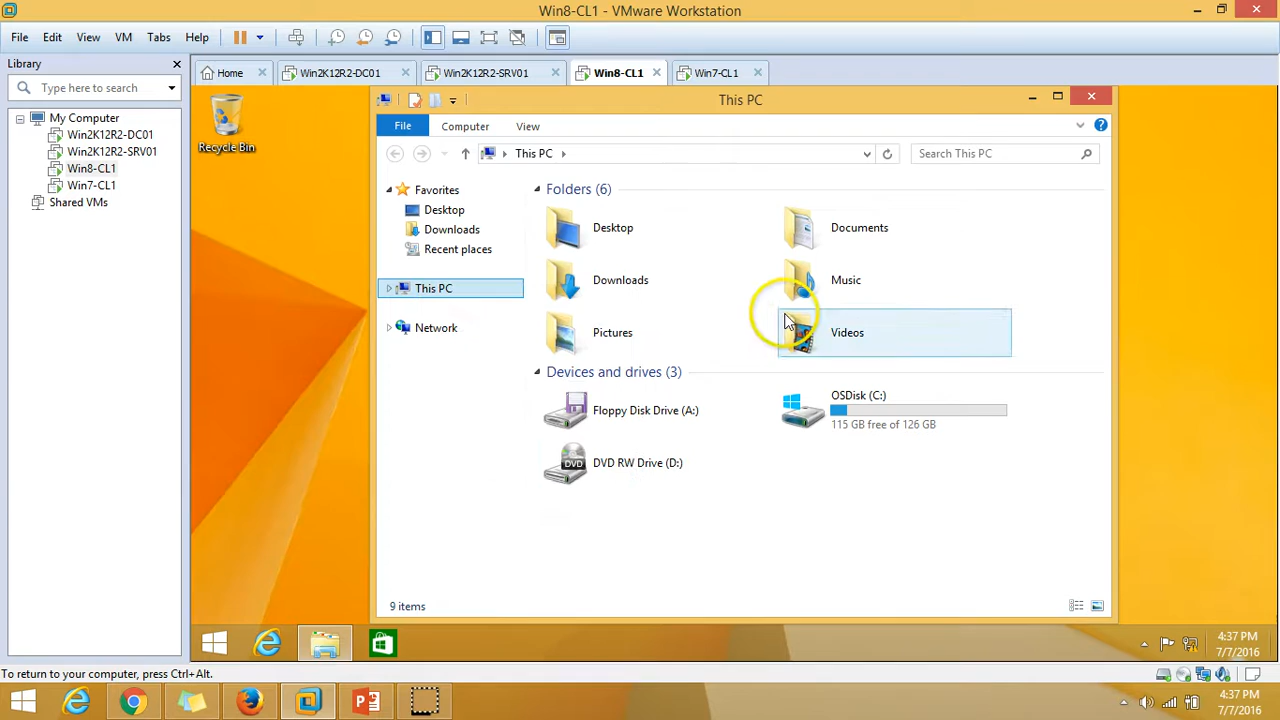 Win8-CL1 - VMware Workstation
File Edit View VM Tabs Help
Library
Home Win2K12R2-DC01 Win2K12R2-SRV01 Win8-CL1 Win7-CL1
Type here to search
My Computer
Win2K12R2-DC01
Win2K12R2-SRV01
Win8-CL1
Win7-CL1
Shared VMs
Recycle Bin
This PC
File Computer View
This PC
Search This PC
Favorites
Desktop
Downloads
Recent places
This PC
Network
Folders (6)
Desktop
Documents
Downloads
Music
Pictures
Videos
Devices and drives (3)
Floppy Disk Drive (A:)
OSDisk (C:)
115 GB free of 126 GB
DVD
DVD RW Drive (D:)
9 items
4:37 PM
7/7/2016
To return to your computer, press Ctrl+Alt.
4:37 PM
7/7/2016